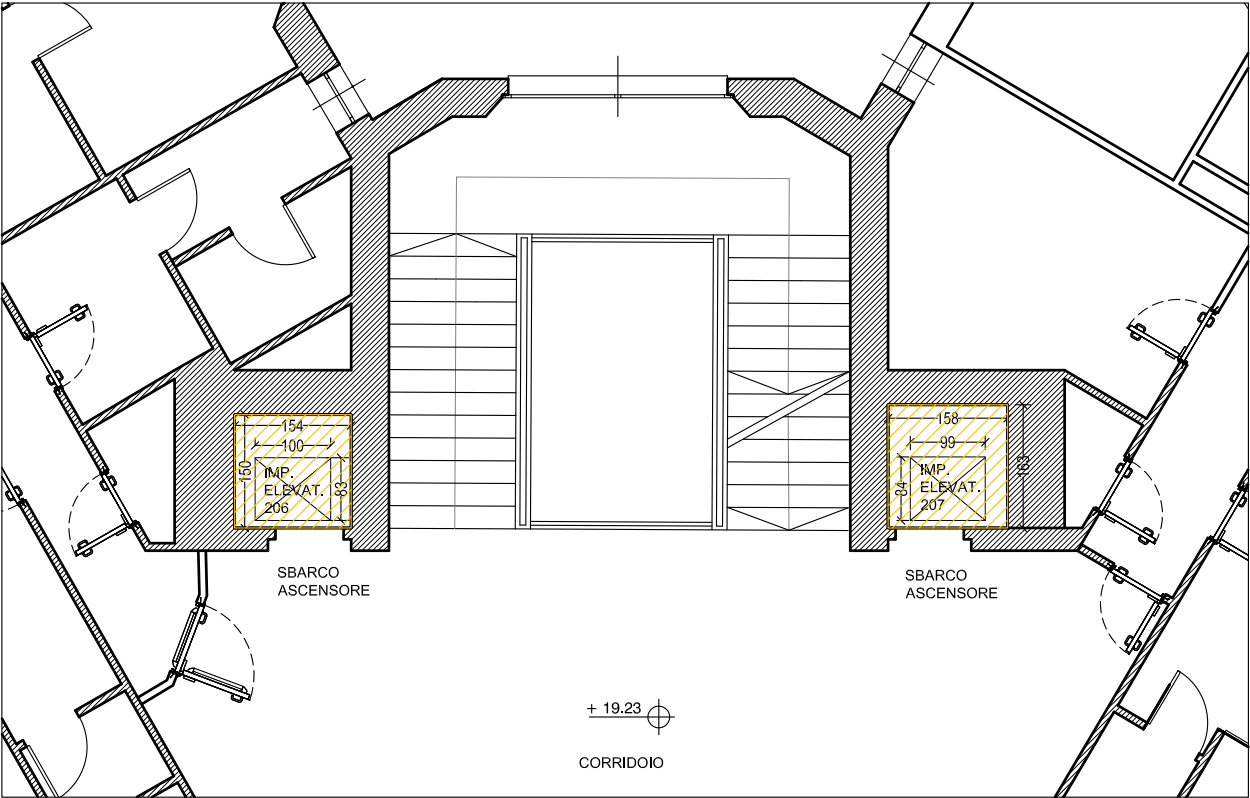 154
100
150
IMP.
ELEVAT.
206
83
158
99
163
84
IMP.
ELEVAT.
207
SBARCO
ASCENSORE
SBARCO
ASCENSORE
+ 19.23
CORRIDOIO